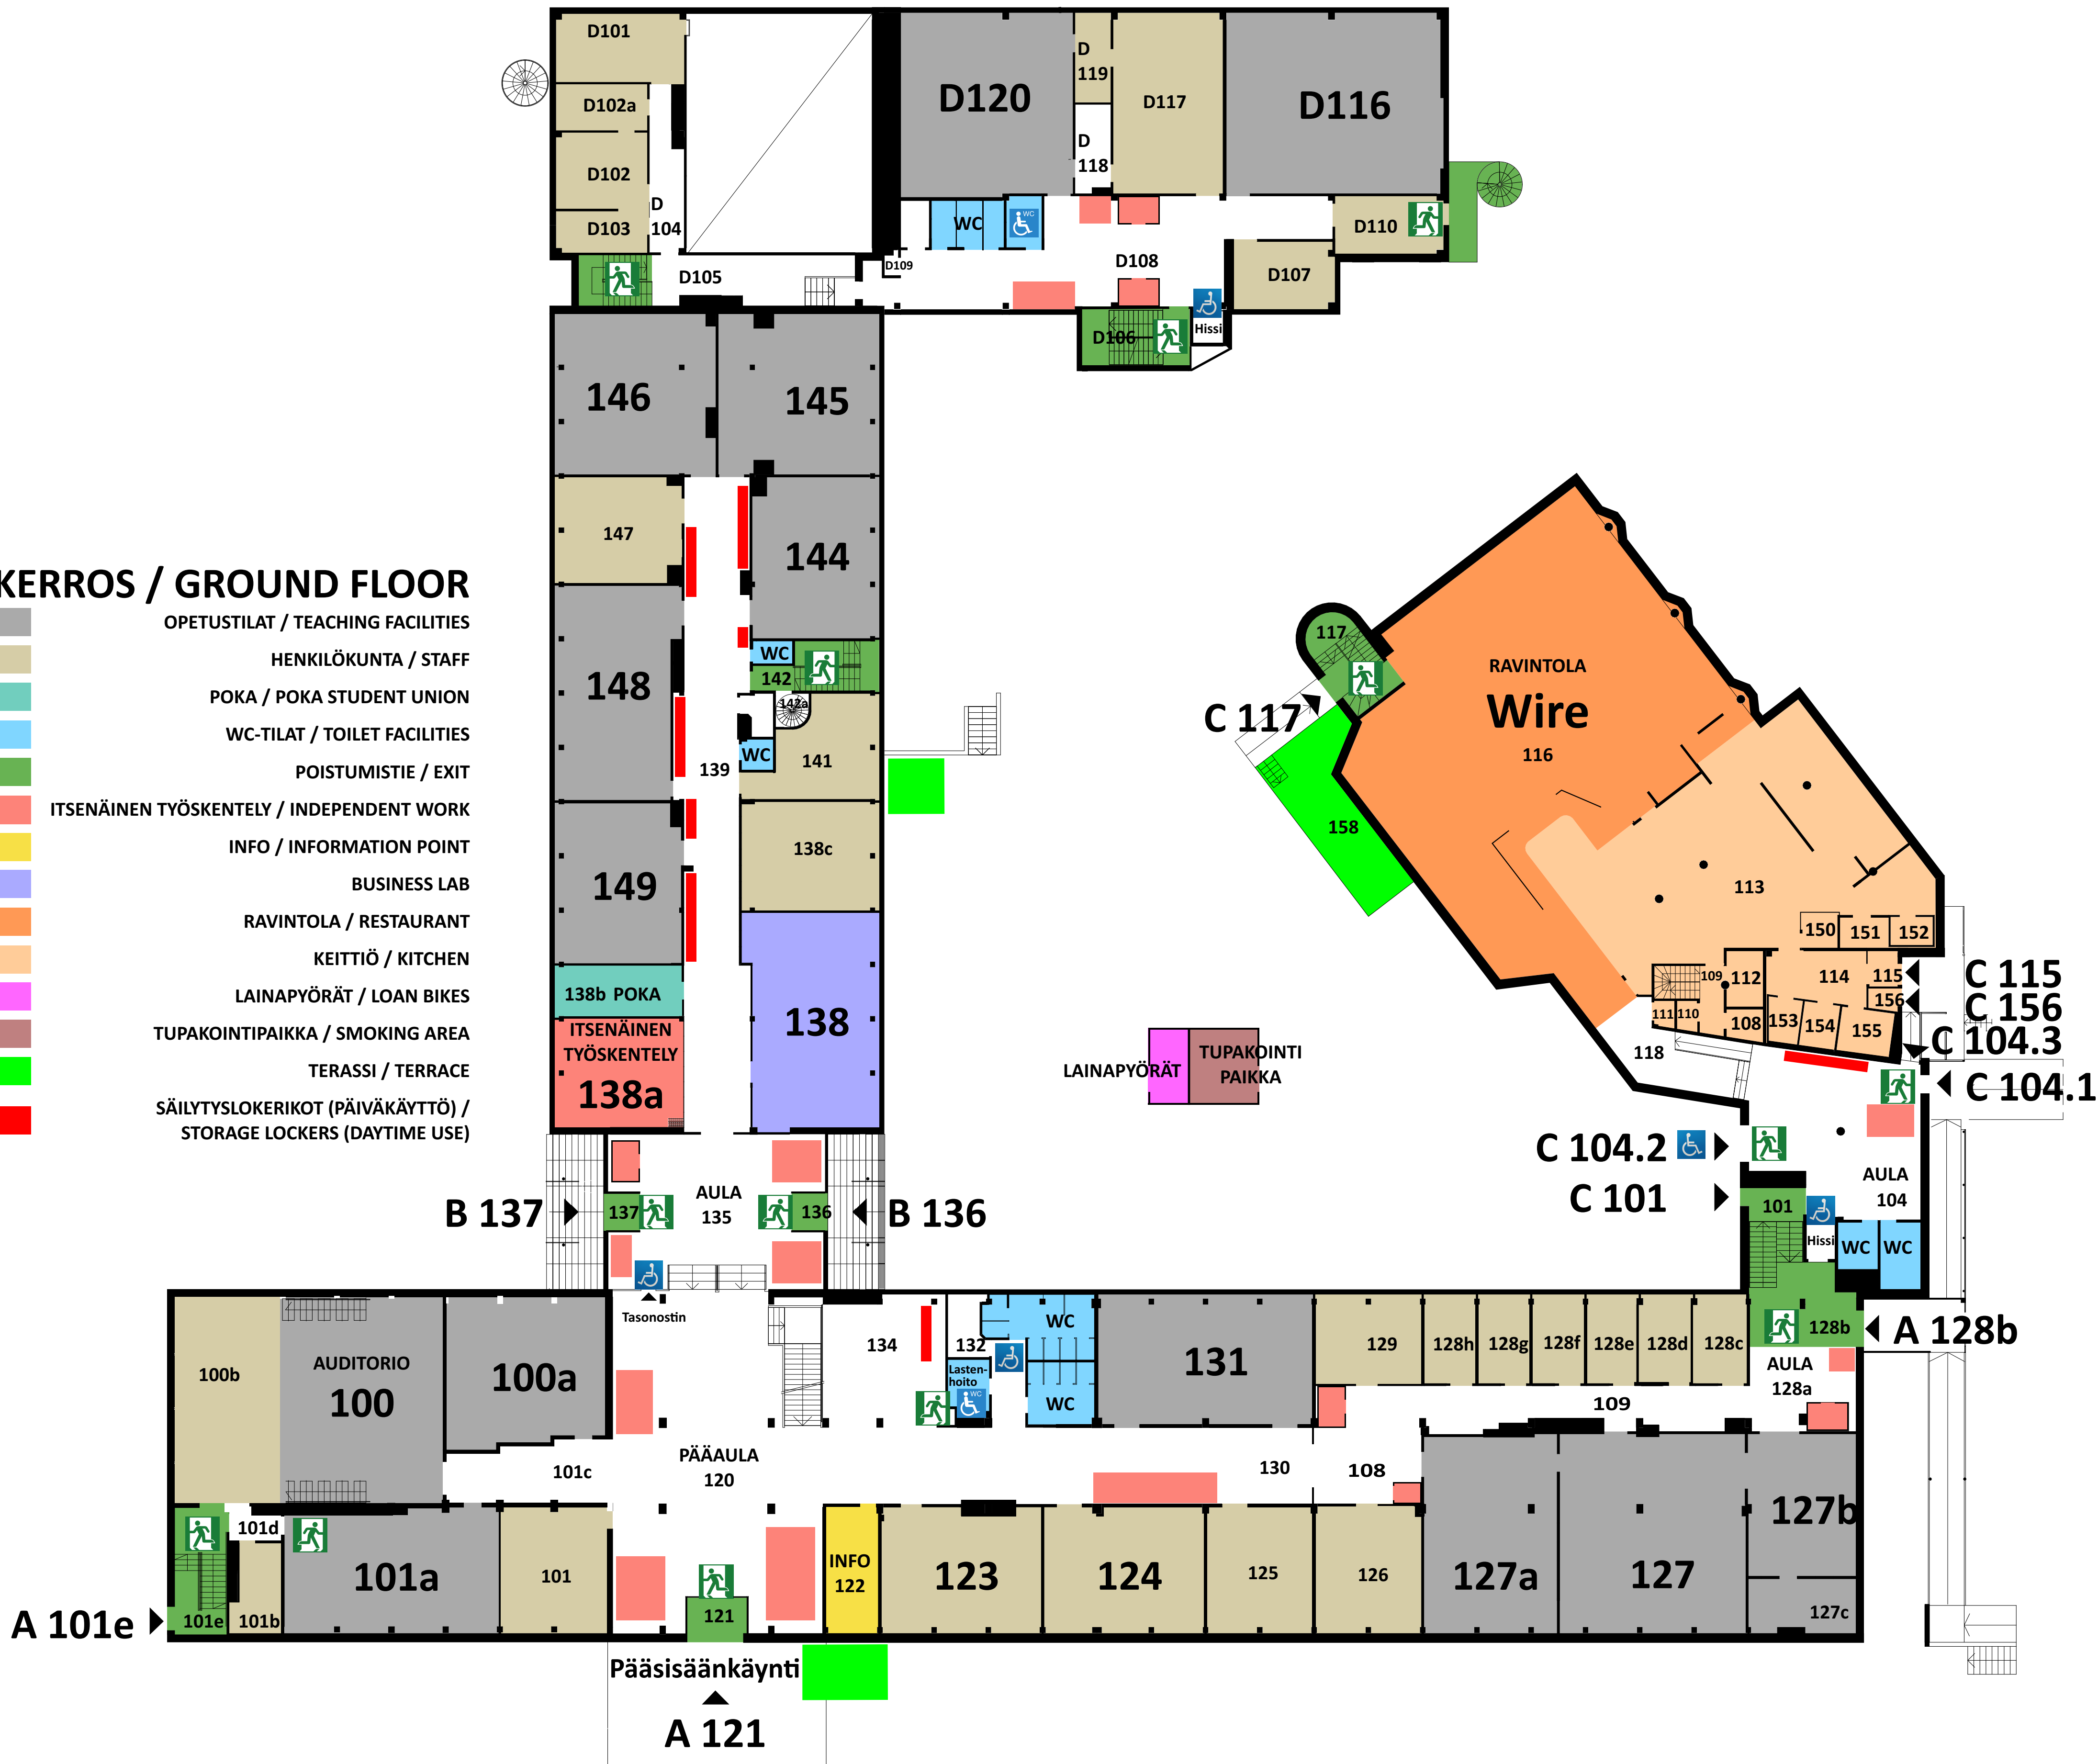 D101
D102a
D102
D103
D
104
D105
D120
D
119
D
118
D117
D116
WC
WC
D109
D108
D110
D107
D106
Hissi
146
145
147
144
148
WC
142
142a
WC
141
139
149
138c
138b POKA
138
ITSENÄINEN
TYÖSKENTELY
138a
KERROS / GROUND FLOOR
OPETUSTILAT / TEACHING FACILITIES
HENKILÖKUNTA / STAFF
POKA / POKA STUDENT UNION
WC-TILAT / TOILET FACILITIES
POISTUMISTIE / EXIT
ITSENÄINEN TYÖSKENTELY / INDEPENDENT WORK
INFO / INFORMATION POINT
BUSINESS LAB
RAVINTOLA / RESTAURANT
KEITTIÖ / KITCHEN
LAINAPYÖRÄT / LOAN BIKES
TUPAKOINTIPAIKKA / SMOKING AREA
TERASSI / TERRACE
SÄILYTYSLOKERIKOT (PÄIVÄKÄYTTÖ) /
STORAGE LOCKERS (DAYTIME USE)
117
C 117
RAVINTOLA
Wire
116
158
113
150
151
152
109
112
114
115
156
111
110
108
153
154
155
118
C 115
C 156
C 104.3
C 104.1
LAINAPYÖRÄT
TUPAKOINTI
PAIKKA
C 104.2
C 101
AULA
104
101
Hissi
WC
WC
B 137
137
AULA
135
136
B 136
Tasonostin
100b
AUDITORIO
100
100a
134
132
WC
Lasten-
hoito
WC
WC
131
129
128h
128g
128f
128e
128d
128c
128b
A 128b
AULA
128a
109
101c
PÄÄAULA
120
130
108
101d
101a
101
101e
101b
A 101e
121
INFO
122
123
124
125
126
127a
127
127b
127c
Pääsisäänkäynti
A 121